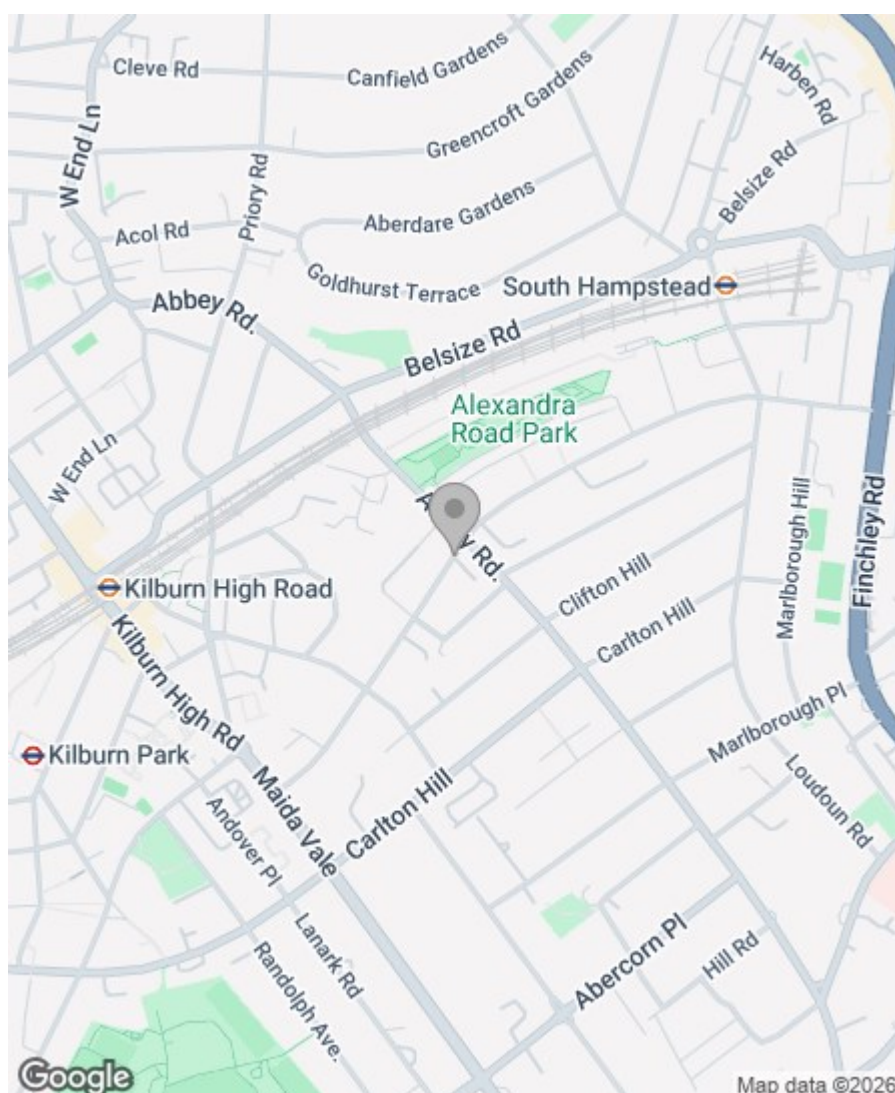 Cleve Rd
Canfield Gardens
Harben Rd
W End Ln
Greencroft Gardens
Belsize Rd
Priory Rd
Aberdare Gardens
Acol Rd
Goldhurst Terrace
South Hampstead
Abbey Rd.
Belsize Rd
Alexandra
Road Park
W End Ln
Marlborough Hill
Finchley Rd
Rd.
Kilburn High Road
Clifton Hill
Carlton Hill
Kilburn High Rd
Marlborough Pl
Kilburn Park
Maida Vale
Carlton Hill
Loudoun Rd
Andover Pl
Lanark Rd
Abercorn Pl
Hill Rd
Randolph Ave.
Google
Map data ©2026